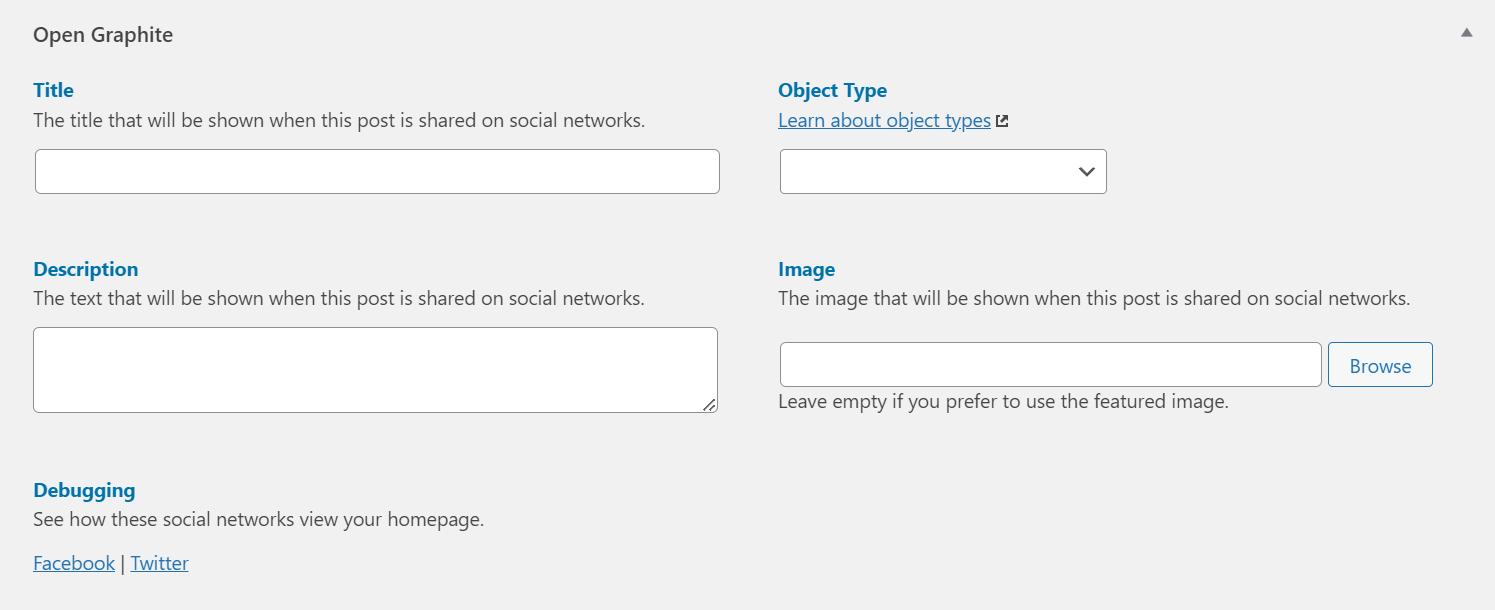 Open Graphite
Title
The title that will be shown when this post is shared on social networks.
Object Type
Learn about object types
Description
The text that will be shown when this post is shared on social networks.
Image
The image that will be shown when this post is shared on social networks.
Browse
Leave empty if you prefer to use the featured image.
Debugging
See how these social networks view your homepage.
Facebook | Twitter